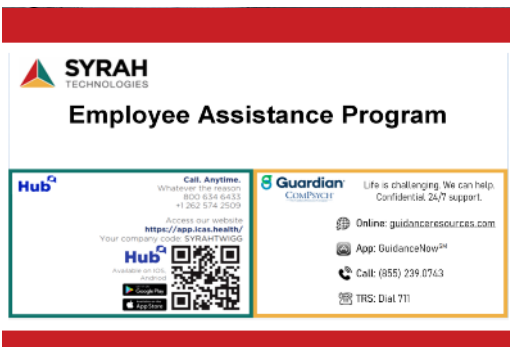 SYRAH
TECHNOLOGIES
Employee Assistance Program
Hub
Call. Anytime.
Whatever the reason
800 634 6433
+1 262 574 2509
Access our website
https://app.icas.health/
Your company code: SYRAHTWIGG
Hub
Available on iOS,
Android
Google Play
App Store
Guardian
COMPSYCH
Life is challenging. We can help.
Confidential 24/7 support.
Online: guidanceresources.com
App: GuidanceNow℠
Call: (855) 239.0743
TRS: Dial 711